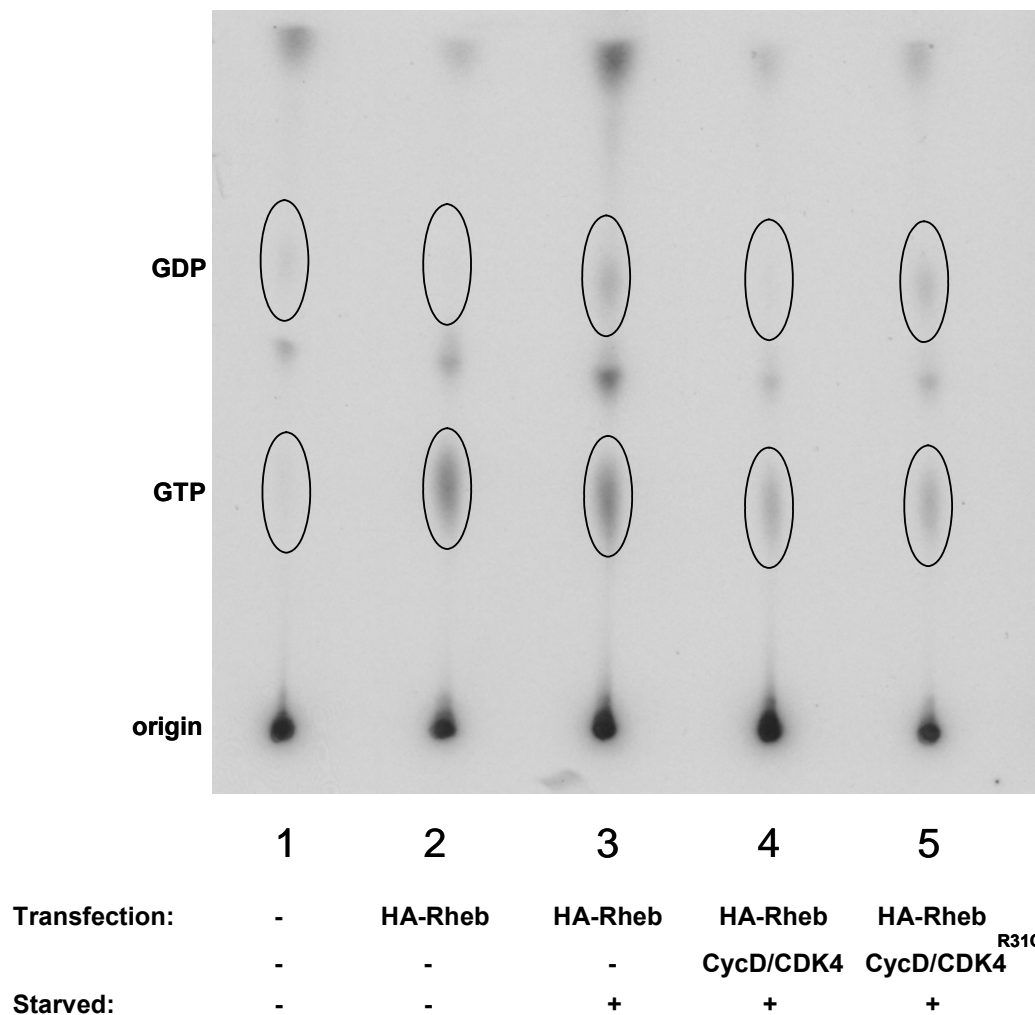 GDP
GTP
origin
1 2 3 4 5
Transfection: - HA-Rheb HA-Rheb HA-Rheb HA-Rheb
- - - CycD/CDK4 CycD/CDK4
Starved: - - + + +